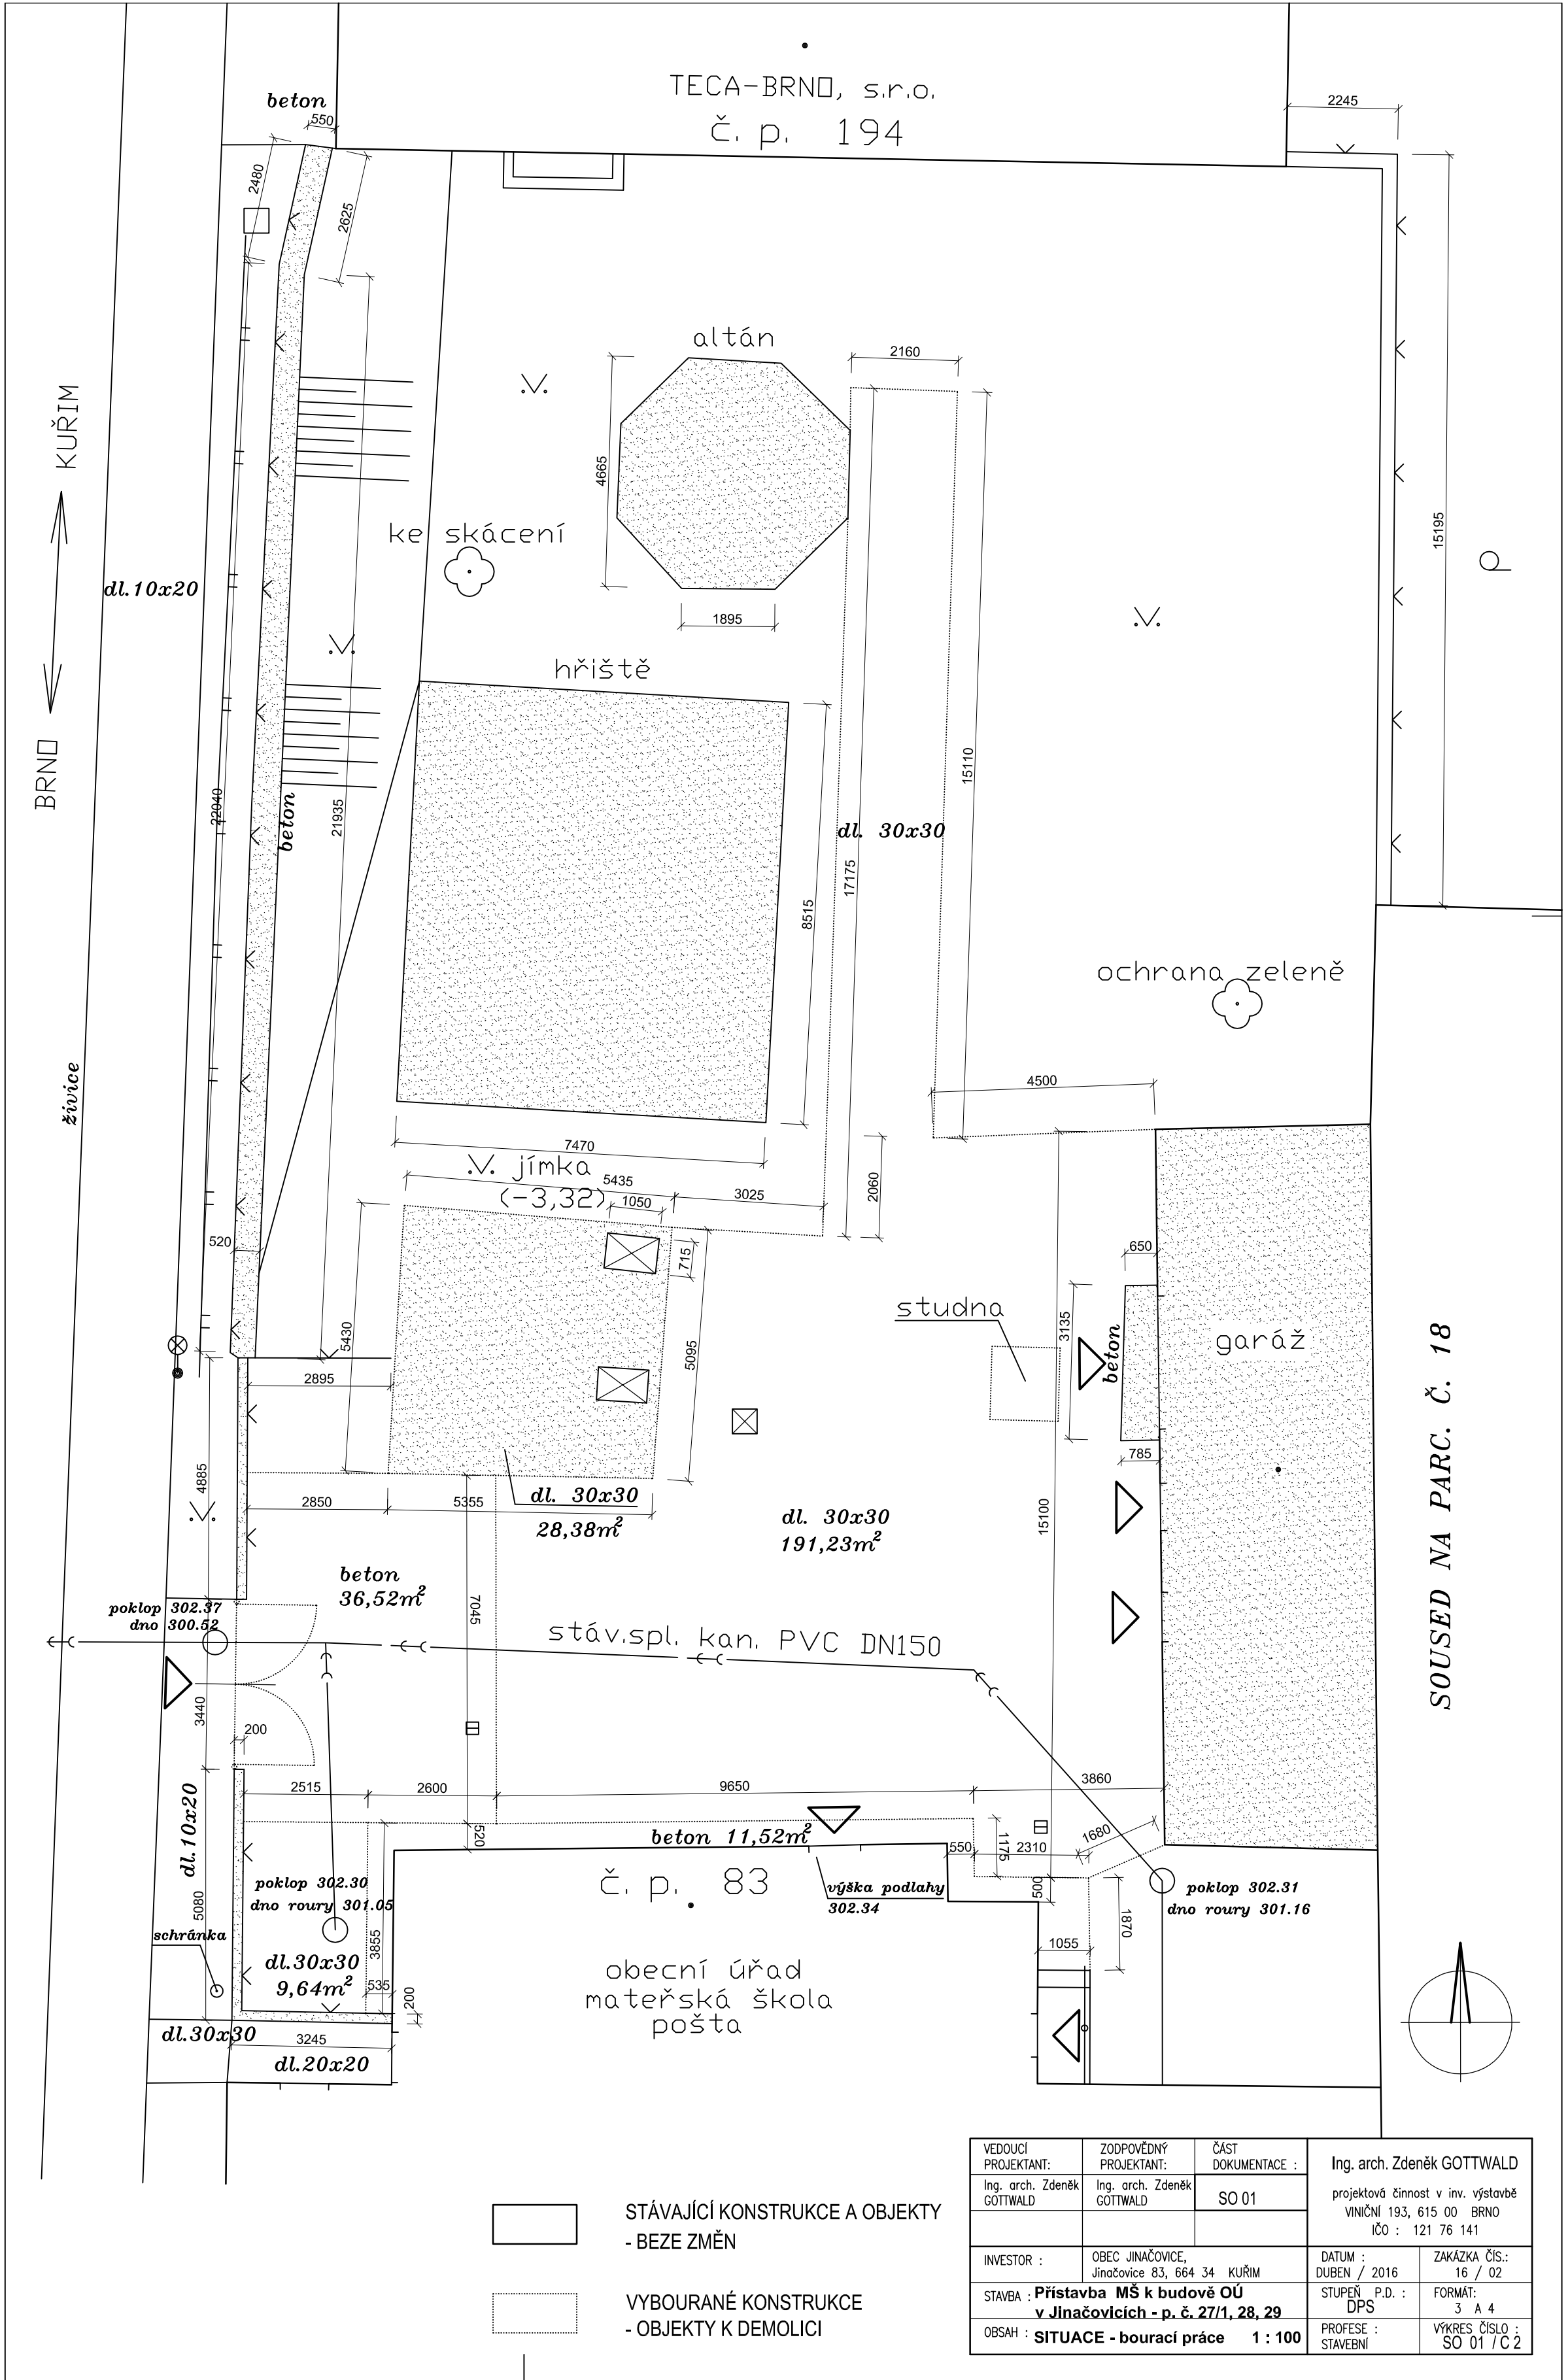 TECA-BRNO, s.r.o.
č. p. 194
beton
550
2245
2480
2625
altán
2160
KUŘIM
4665
15195
ke skácení
dl.10x20
1895
hřiště
BRNO
22040
beton
21935
15110
dl. 30x30
17175
8515
ochrana zeleně
živice
4500
7470
jímka
(-3,32)
5435
1050
3025
2060
520
715
650
studna
5430
5095
3135
beton
garáž
2895
785
4885
2850
5355
dl. 30x30
28,38m²
dl. 30x30
191,23m²
15100
SOUSED NA PARC. Č. 18
beton
36,52m²
7045
poklop 302.37
dno 300.52
stáv.spl. kan. PVC DN150
3440
200
2515
2600
9650
3860
dl.10x20
520
beton 11,52m²
550
1175
2310
1680
č. p. 83
výška podlahy
302.34
500
1870
poklop 302.31
dno roury 301.16
poklop 302.30
dno roury 301.05
5080
3855
schránka
dl.30x30
9,64m²
535
200
1055
obecní úřad
mateřská škola
pošta
dl.30x30
3245
dl.20x20
STÁVAJÍCÍ KONSTRUKCE A OBJEKTY
- BEZE ZMĚN
VYBOURANÉ KONSTRUKCE
- OBJEKTY K DEMOLICI
VEDOUCÍ
PROJEKTANT:
ZODPOVĚDNÝ
PROJEKTANT:
ČÁST
DOKUMENTACE :
Ing. arch. Zdeněk GOTTWALD
Ing. arch. Zdeněk
GOTTWALD
Ing. arch. Zdeněk
GOTTWALD
SO 01
projektová činnost v inv. výstavbě
VINIČNÍ 193, 615 00 BRNO
IČO : 121 76 141
INVESTOR :
OBEC JINAČOVICE,
Jinačovice 83, 664 34 KUŘIM
DATUM :
DUBEN / 2016
ZAKÁZKA ČÍS.:
16 / 02
STAVBA : Přístavba MŠ k budově OÚ
v Jinačovicích - p. č. 27/1, 28, 29
STUPEŇ P.D. :
DPS
FORMÁT:
3 A 4
OBSAH : SITUACE - bourací práce 1 : 100
PROFESE :
STAVEBNÍ
VÝKRES ČÍSLO :
SO 01 / C 2